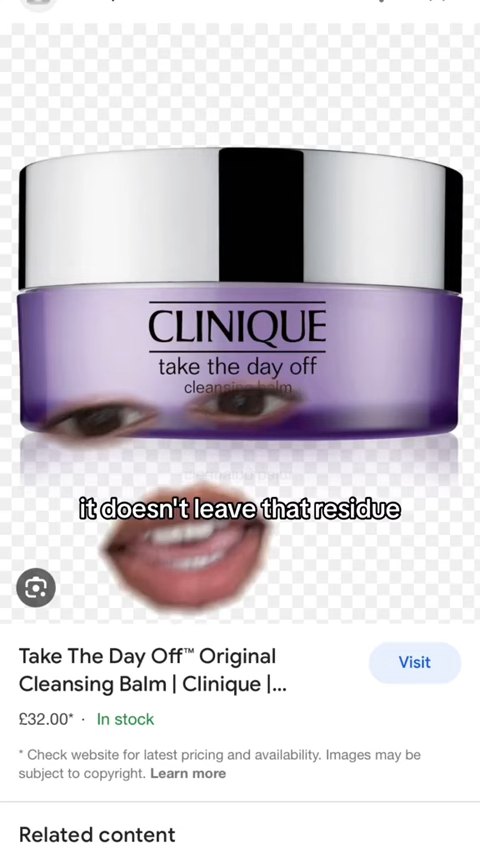 CLINIQUE
take the day off
cleansing balm
it doesn't leave that residue
Take The Day Off™ Original
Cleansing Balm | Clinique |...
Visit
£32.00* · In stock
* Check website for latest pricing and availability. Images may be
subject to copyright. Learn more
Related content